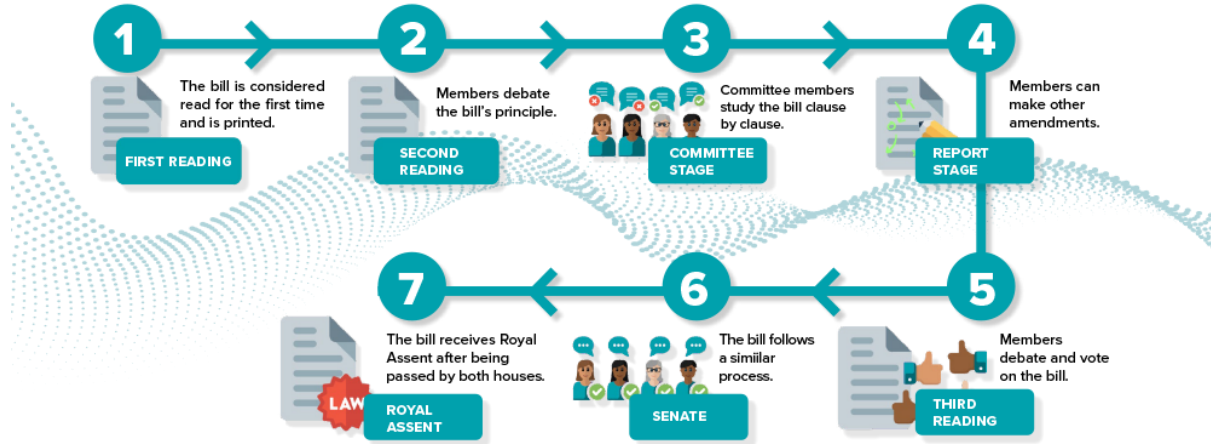 1
The bill is considered
read for the first time
and is printed.
FIRST READING
2
Members debate
the bill's principle.
SECOND
READING
3
Committee members
study the bill clause
by clause.
COMMITTEE
STAGE
4
Members can
make other
amendments.
REPORT
STAGE
5
Members
debate and vote
on the bill.
THIRD
READING
6
The bill follows
a simiilar
process.
SENATE
7
The bill receives Royal
Assent after being
passed by both houses.
LAW
ROYAL
ASSENT